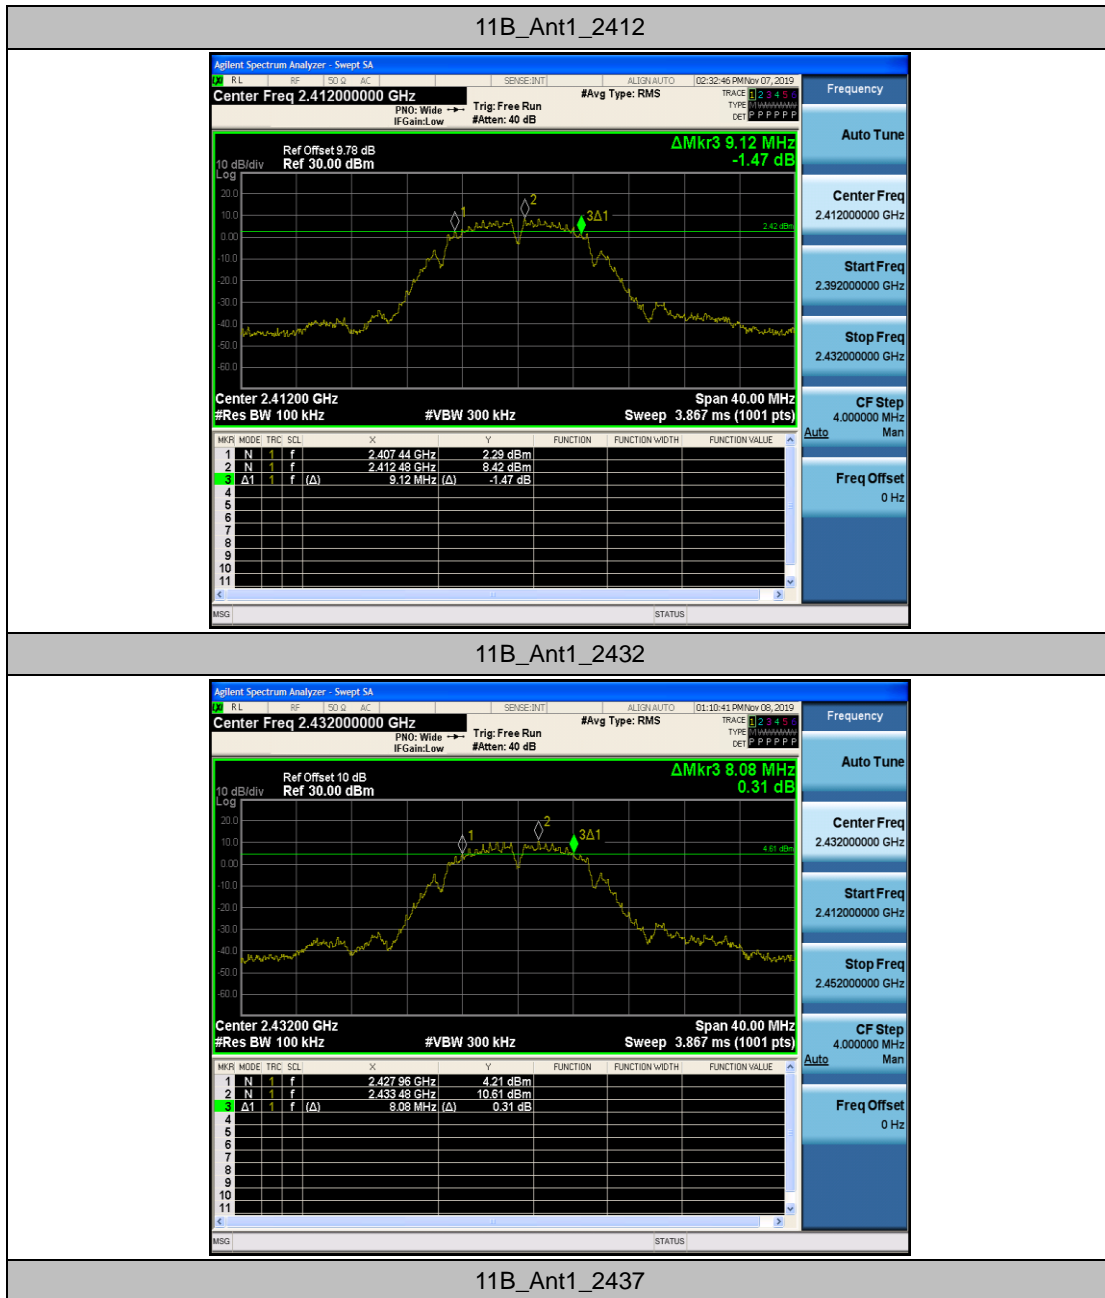 11B_Ant1_2412
Agilent Spectrum Analyzer - Swept SA
RL RF 50 Ω AC SENSE:INT ALIGNAUTO 02:32:46 PM Nov 07, 2019
Center Freq 2.412000000 GHz #Avg Type: RMS TRACE 1 2 3 4 5 6
PNO: Wide Trig: Free Run TYPE M
IFGain:Low #Atten: 40 dB DET P P P P P P
Frequency
Auto Tune
Center Freq
2.412000000 GHz
Start Freq
2.392000000 GHz
Stop Freq
2.432000000 GHz
CF Step
4.000000 MHz
Auto Man
Freq Offset
0 Hz
ΔMkr3 9.12 MHz
-1.47 dB
Ref Offset 9.78 dB
10 dB/div Ref 30.00 dBm
Log
20.0
10.0
0.00
-10.0
-20.0
-30.0
-40.0
-50.0
-60.0
1
2
3Δ1
2.42 dBm
Center 2.41200 GHz Span 40.00 MHz
#Res BW 100 kHz #VBW 300 kHz Sweep 3.867 ms (1001 pts)
MKR MODE TRC SCL X Y FUNCTION FUNCTION WIDTH FUNCTION VALUE
1 N 1 f 2.407 44 GHz 2.29 dBm
2 N 1 f 2.412 48 GHz 8.42 dBm
3 Δ1 1 f (Δ) 9.12 MHz (Δ) -1.47 dB
4
5
6
7
8
9
10
11
MSG STATUS
11B_Ant1_2432
Agilent Spectrum Analyzer - Swept SA
RL RF 50 Ω AC SENSE:INT ALIGNAUTO 01:10:41 PM Nov 08, 2019
Center Freq 2.432000000 GHz #Avg Type: RMS TRACE 1 2 3 4 5 6
PNO: Wide Trig: Free Run TYPE M
IFGain:Low #Atten: 40 dB DET P P P P P P
Frequency
Auto Tune
Center Freq
2.432000000 GHz
Start Freq
2.412000000 GHz
Stop Freq
2.452000000 GHz
CF Step
4.000000 MHz
Auto Man
Freq Offset
0 Hz
ΔMkr3 8.08 MHz
0.31 dB
Ref Offset 10 dB
10 dB/div Ref 30.00 dBm
Log
20.0
10.0
0.00
-10.0
-20.0
-30.0
-40.0
-50.0
-60.0
1
2
3Δ1
4.61 dBm
Center 2.43200 GHz Span 40.00 MHz
#Res BW 100 kHz #VBW 300 kHz Sweep 3.867 ms (1001 pts)
MKR MODE TRC SCL X Y FUNCTION FUNCTION WIDTH FUNCTION VALUE
1 N 1 f 2.427 96 GHz 4.21 dBm
2 N 1 f 2.433 48 GHz 10.61 dBm
3 Δ1 1 f (Δ) 8.08 MHz (Δ) 0.31 dB
4
5
6
7
8
9
10
11
MSG STATUS
11B_Ant1_2437